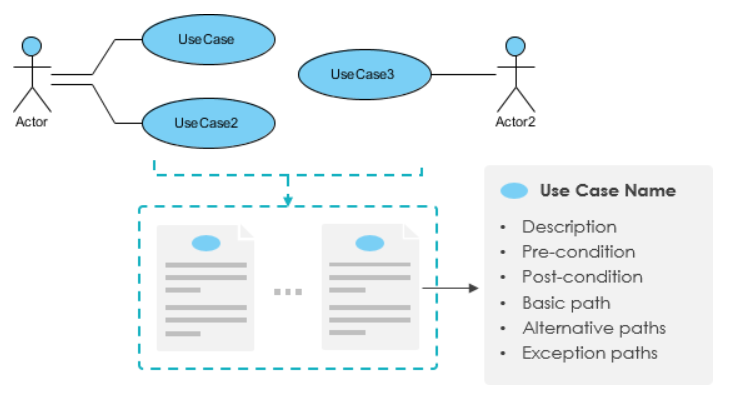 UseCase
UseCase3
Actor
UseCase2
Actor2
Use Case Name
• Description
• Pre-condition
• Post-condition
• Basic path
• Alternative paths
• Exception paths